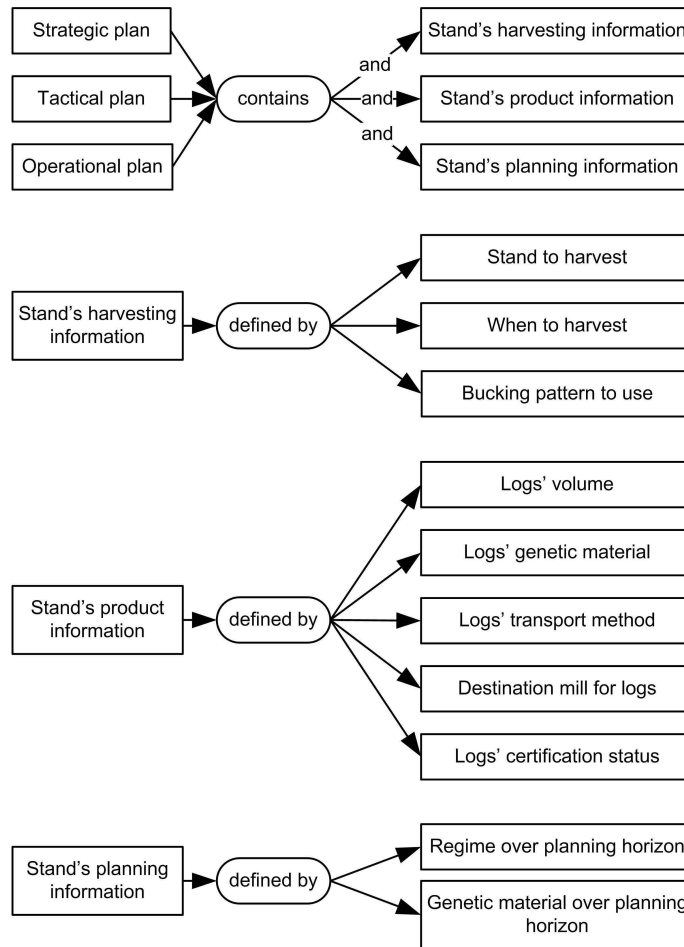 Strategic plan
Tactical plan
Operational plan
contains
and
and
and
Stand's harvesting information
Stand's product information
Stand's planning information
Stand's harvesting
information
defined by
Stand to harvest
When to harvest
Bucking pattern to use
Stand's product
information
defined by
Logs' volume
Logs' genetic material
Logs' transport method
Destination mill for logs
Logs' certification status
Stand's planning
information
defined by
Regime over planning horizon
Genetic material over planning
horizon